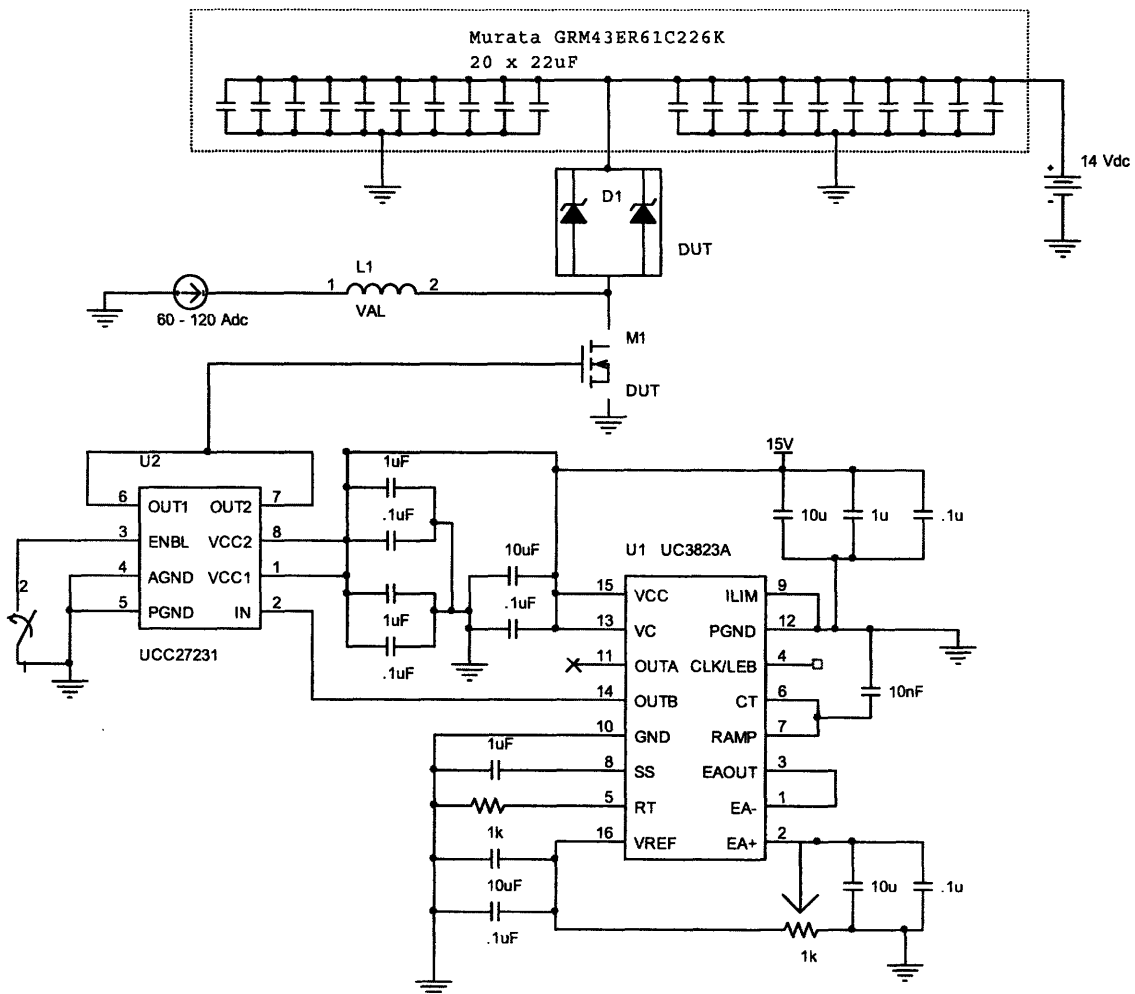 Murata GRM43ER61C226K
20 x 22uF
14 Vdc
+
-
D1
DUT
L1
1
2
VAL
60 - 120 Adc
M1
DUT
U2
6
OUT1
OUT2
7
3
ENBL
VCC2
8
4
AGND
VCC1
1
5
PGND
IN
2
UCC27231
2
1uF
.1uF
1uF
.1uF
10uF
.1uF
15V
10u
1u
.1u
U1 UC3823A
15
VCC
ILIM
9
13
VC
PGND
12
11
OUTA
CLK/LEB
4
14
OUTB
CT
6
10
GND
RAMP
7
8
SS
EAOUT
3
5
RT
EA-
1
16
VREF
EA+
2
10nF
1uF
1k
10uF
.1uF
10u
.1u
1k